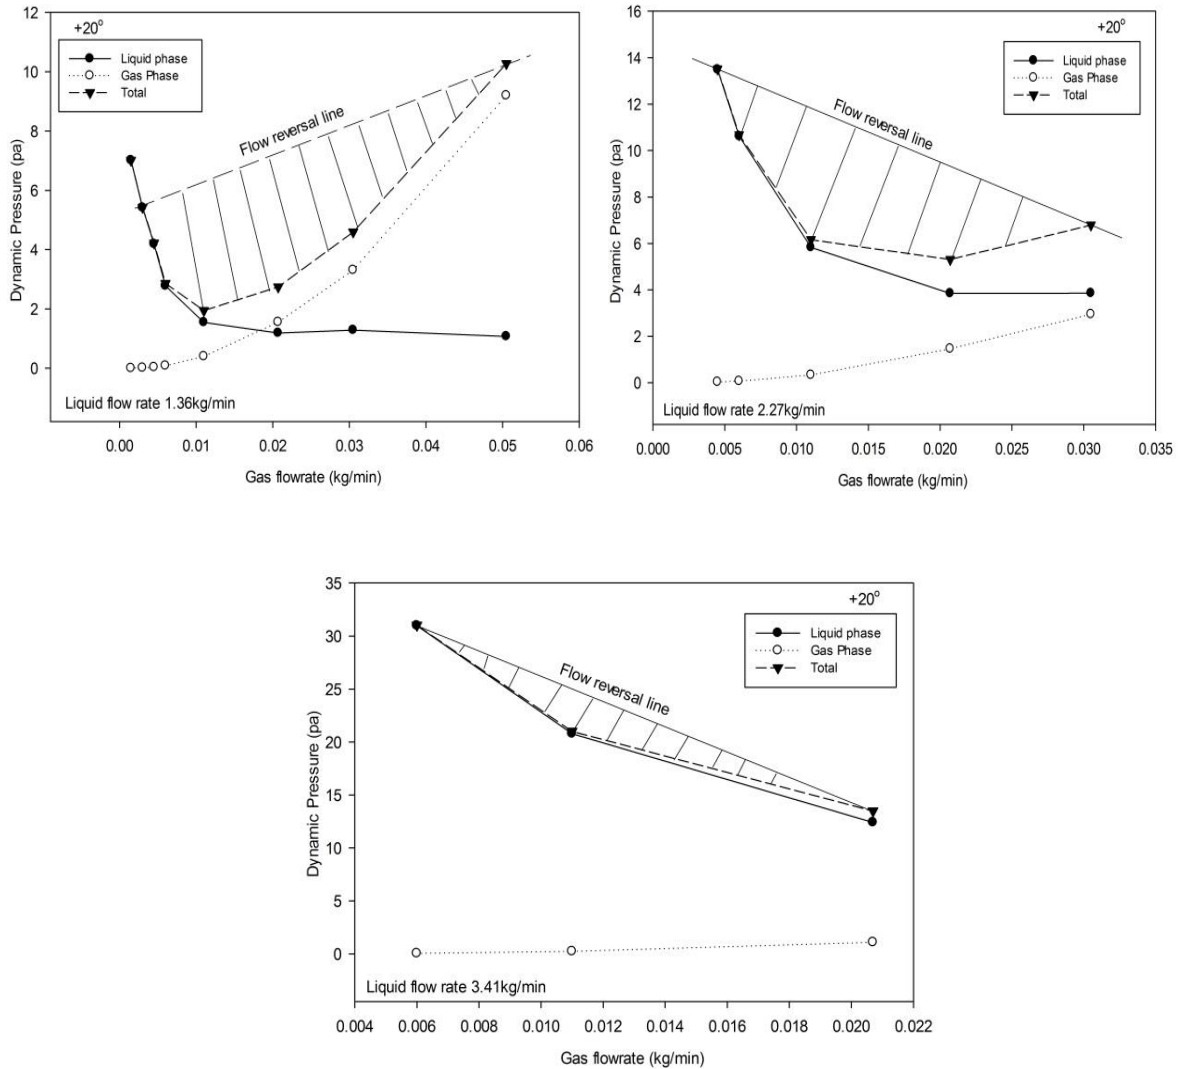 +20°
Liquid phase
Gas Phase
Total
Flow reversal line
12
10
8
6
4
2
0
Dynamic Pressure (pa)
Liquid flow rate 1.36kg/min
0.00 0.01 0.02 0.03 0.04 0.05 0.06
Gas flowrate (kg/min)
+20°
Liquid phase
Gas Phase
Total
Flow reversal line
16
14
12
10
8
6
4
2
0
Dynamic Pressure (pa)
Liquid flow rate 2.27kg/min
0.000 0.005 0.010 0.015 0.020 0.025 0.030 0.035
Gas flowrate (kg/min)
+20°
Liquid phase
Gas Phase
Total
Flow reversal line
35
30
25
20
15
10
5
0
Dynamic Pressure (pa)
Liquid flow rate 3.41kg/min
0.004 0.006 0.008 0.010 0.012 0.014 0.016 0.018 0.020 0.022
Gas flowrate (kg/min)